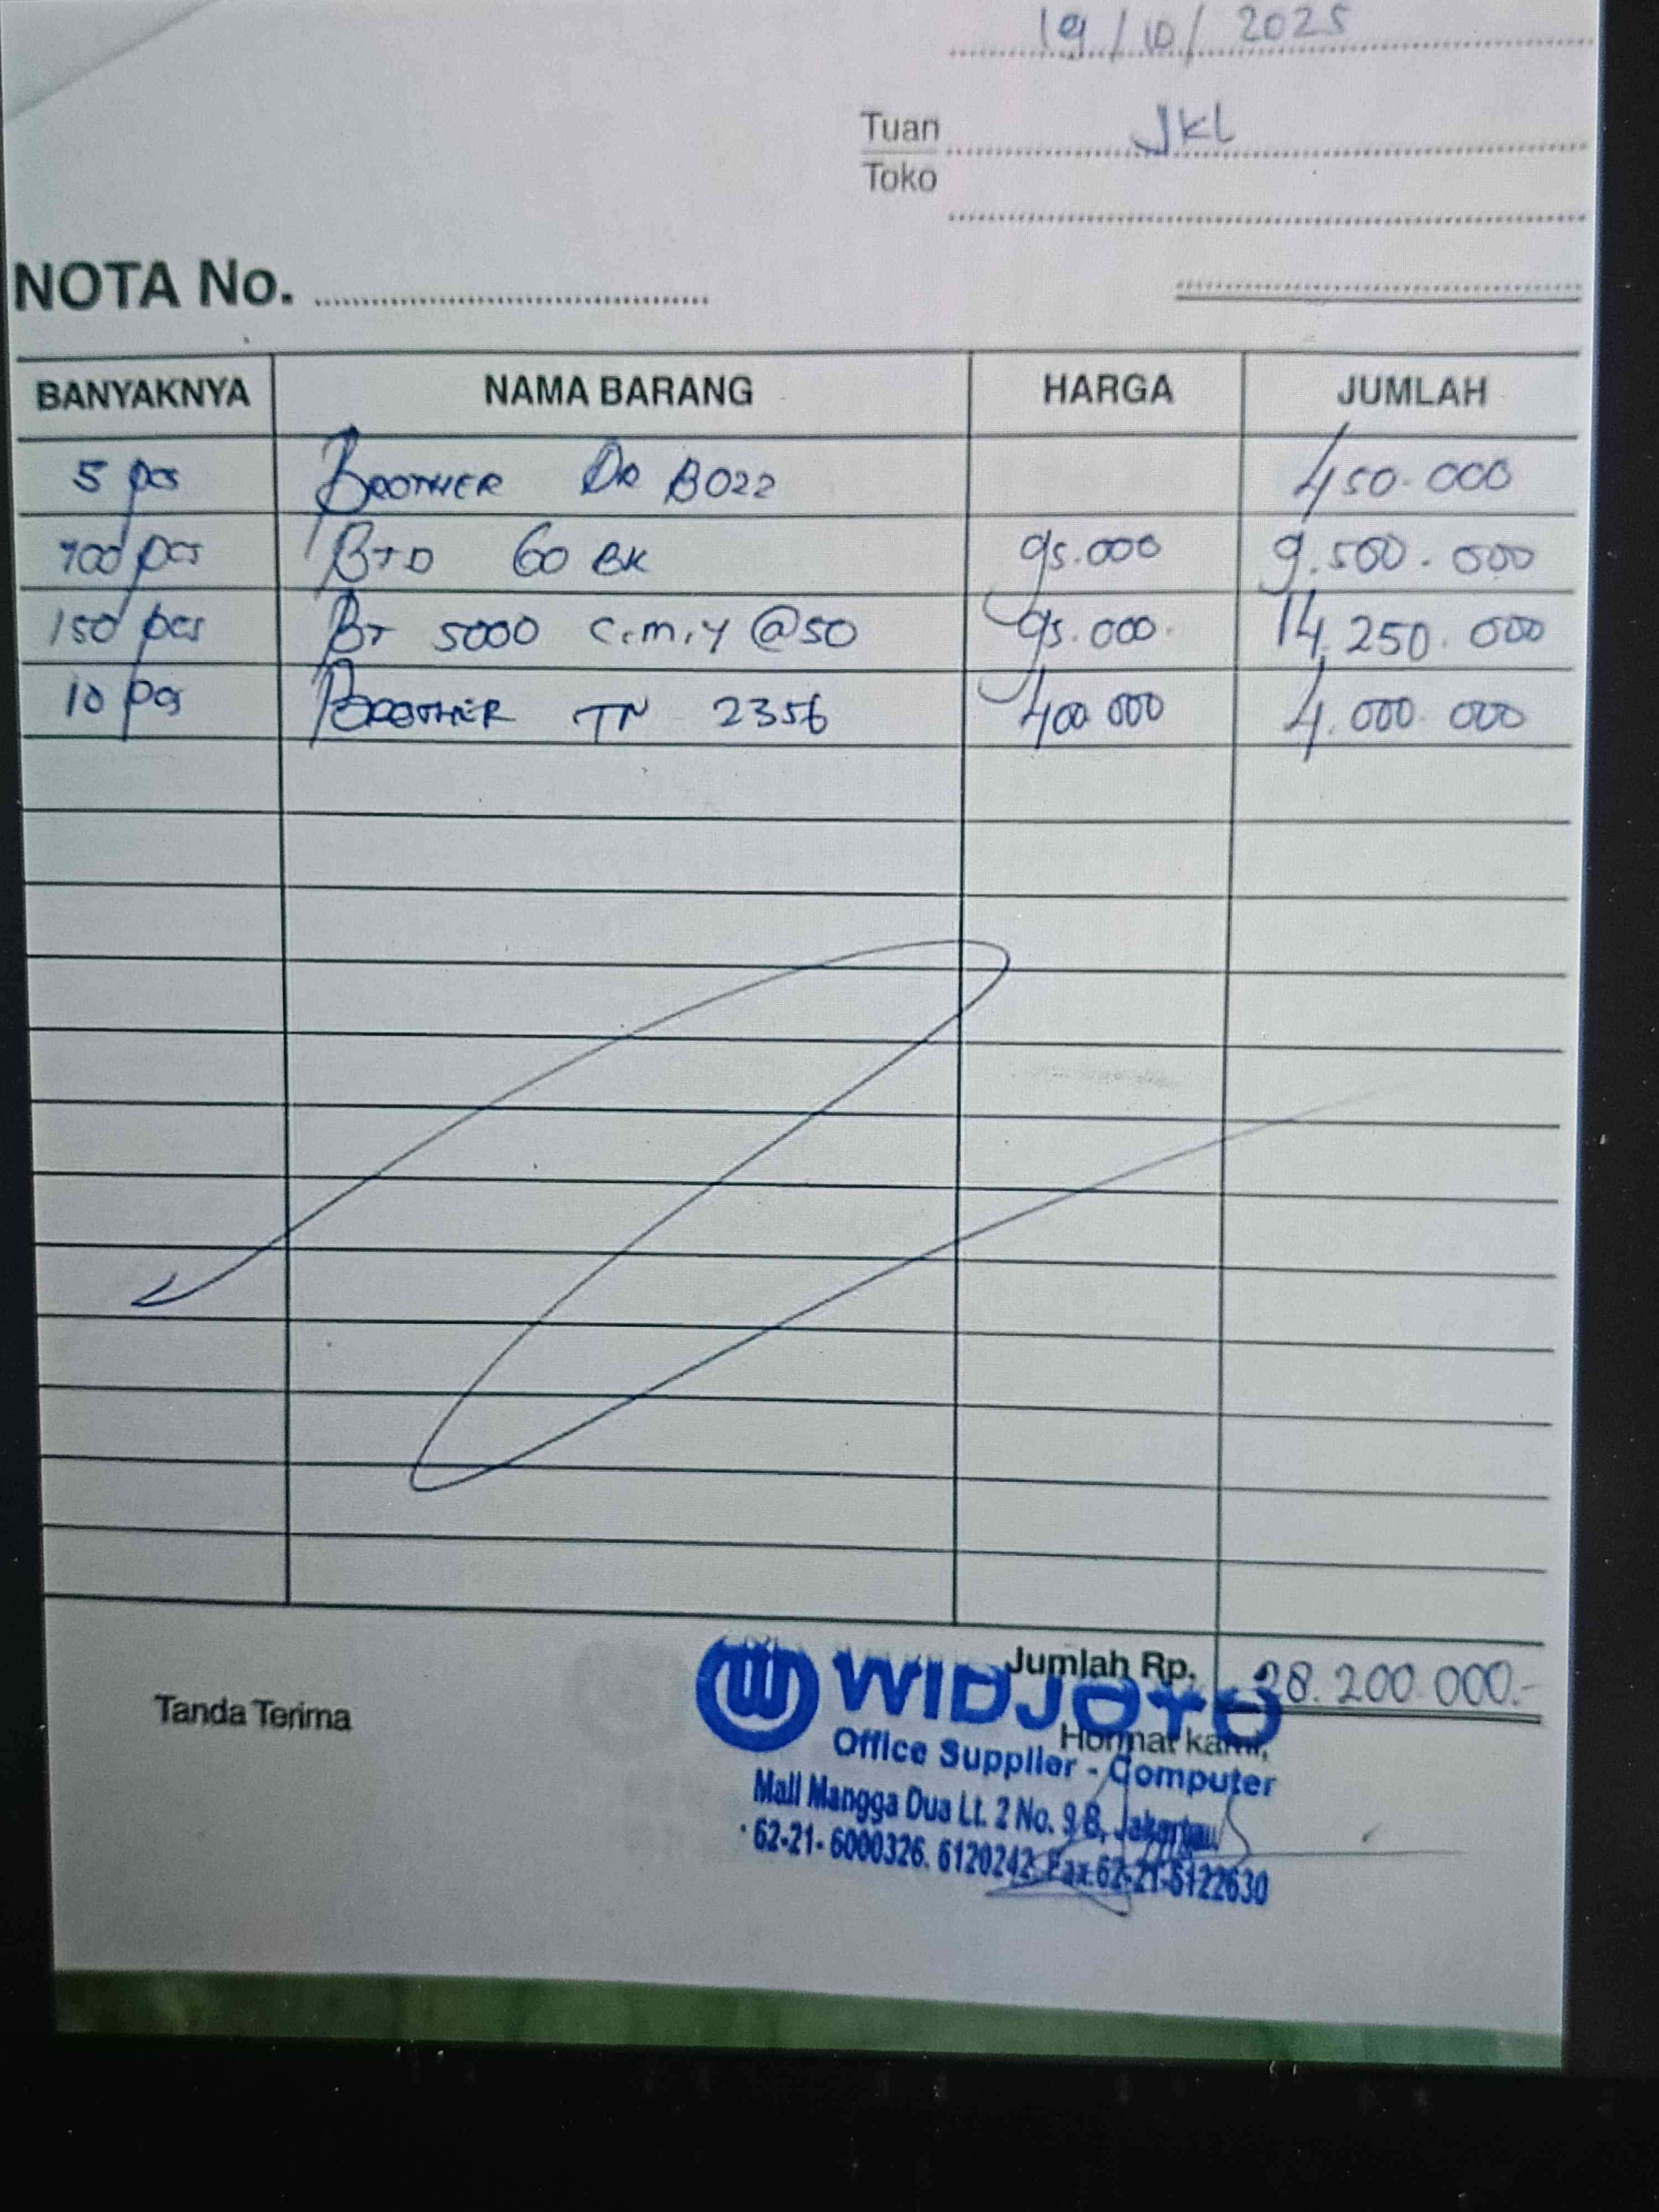 19/10/2025
Tuan JKL
Toko
NOTA No.
BANYAKNYA NAMA BARANG HARGA JUMLAH
5 pcs BROTHER DR B022 450.000
100 pcs BTD 60 BK 95.000 9.500.000
150 pcs BT 5000 C.M.Y @50 95.000 14.250.000
10 pcs BROTHER TN 2356 400.000 4.000.000
Jumlah Rp. 28.200.000.-
Tanda Terima
Hormat kami,
WIDJOYO
Office Supplier - Computer
Mall Mangga Dua Lt. 2 No. 9 B, Jakarta
62-21-6000326. 6120242. Fax.62-21-6122630